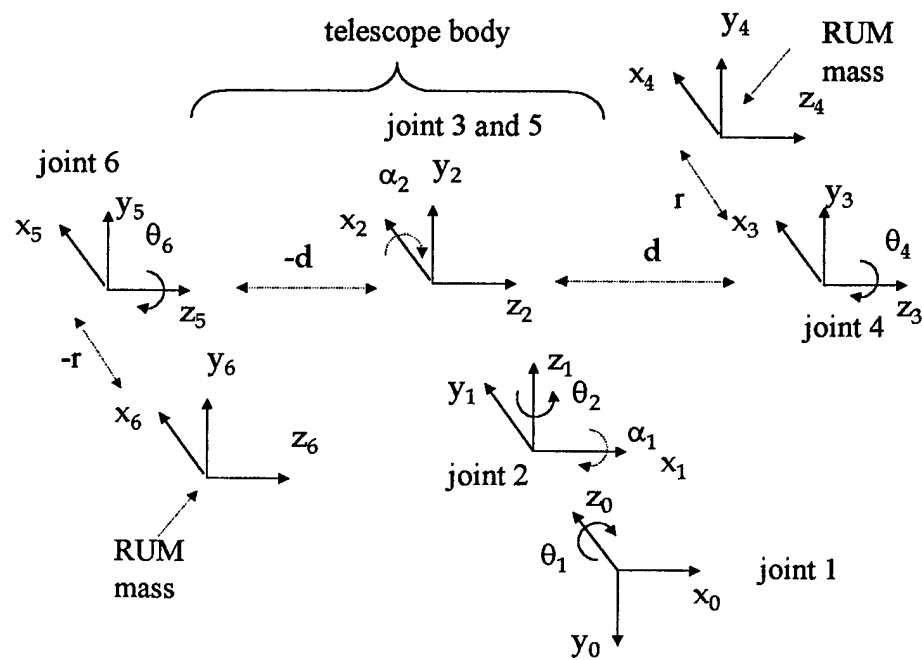 telescope body
y₄
RUM
mass
x₄
z₄
joint 3 and 5
joint 6
α₂
y₂
r
y₅
x₅
θ₆
x₂
x₃
y₃
θ₄
-d
d
z₅
z₂
z₃
joint 4
-r
y₆
z₁
y₁
θ₂
x₆
z₆
α₁
x₁
joint 2
z₀
RUM
mass
θ₁
joint 1
x₀
y₀